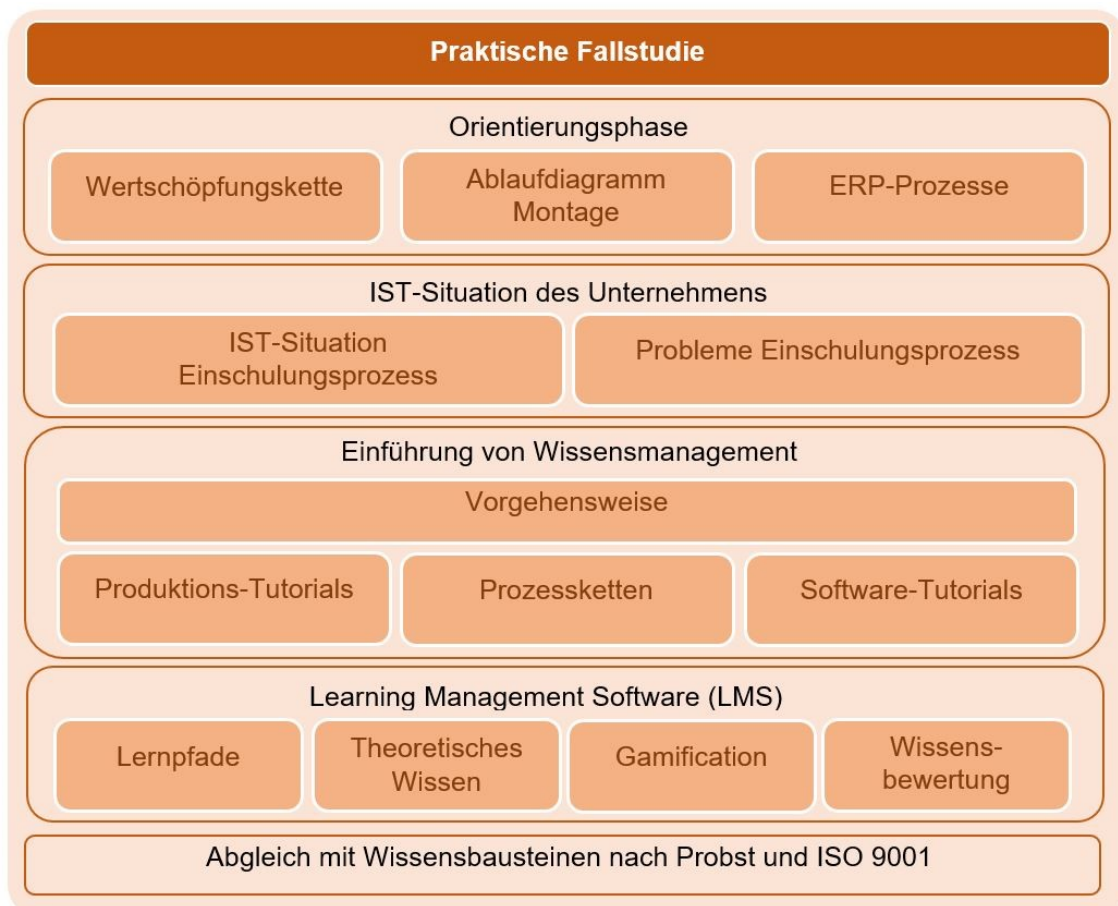 Praktische Fallstudie
Orientierungsphase
Wertschöpfungskette
Ablaufdiagramm
Montage
ERP-Prozesse
IST-Situation des Unternehmens
IST-Situation
Einschulungsprozess
Probleme Einschulungsprozess
Einführung von Wissensmanagement
Vorgehensweise
Produktions-Tutorials
Prozessketten
Software-Tutorials
Learning Management Software (LMS)
Lernpfade
Theoretisches
Wissen
Gamification
Wissens-
bewertung
Abgleich mit Wissensbausteinen nach Probst und ISO 9001